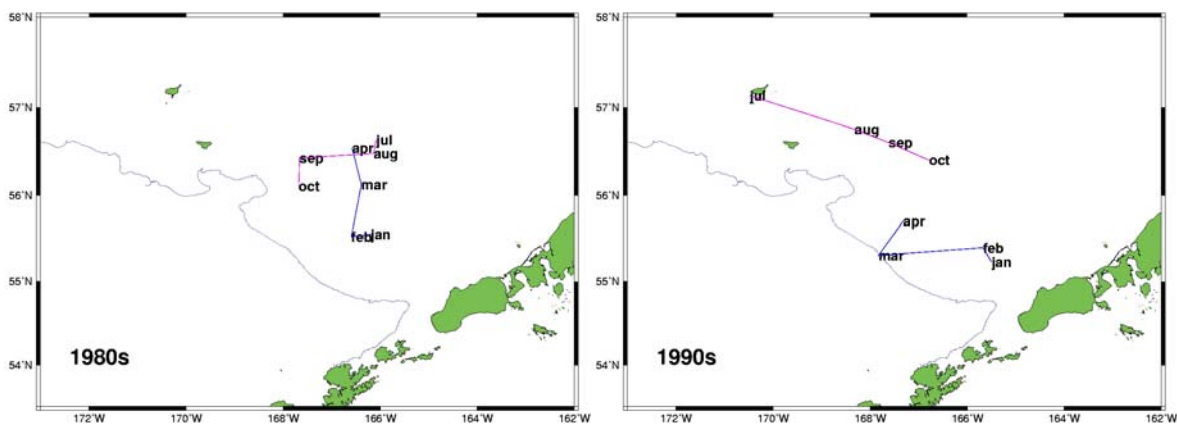 58°N
57°N
56°N
55°N
54°N
jul
apr
aug
sep
mar
oct
feb
jan
1980s
172°W
170°W
168°W
166°W
164°W
162°W
58°N
57°N
56°N
55°N
54°N
jul
aug
sep
oct
apr
feb
mar
jan
1990s
172°W
170°W
168°W
166°W
164°W
162°W